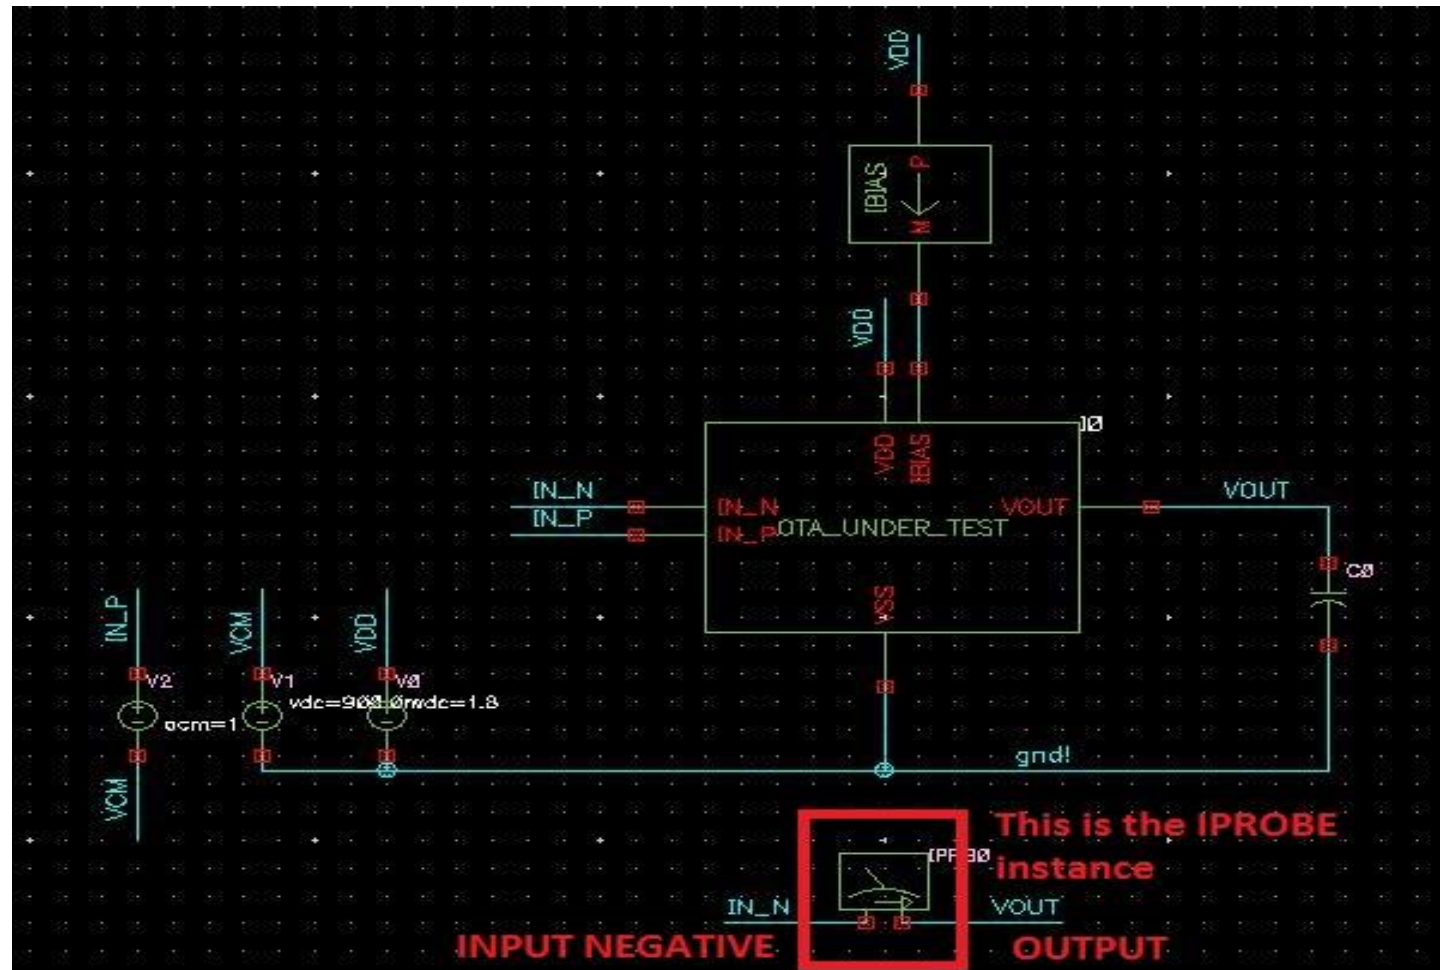 VDD
IBIAS
P
M
VDD
I0
VDD
IBIAS
IN_N
IN_N
VOUT
VOUT
IN_P
IN_P
OTA_UNDER_TEST
C0
VSS
IN_P
VCM
VDD
V2
V1
V0
acm=1
vdc=900.0m
vdc=1.8
gnd!
VCM
This is the IPROBE
instance
IN_N
VOUT
INPUT NEGATIVE
OUTPUT